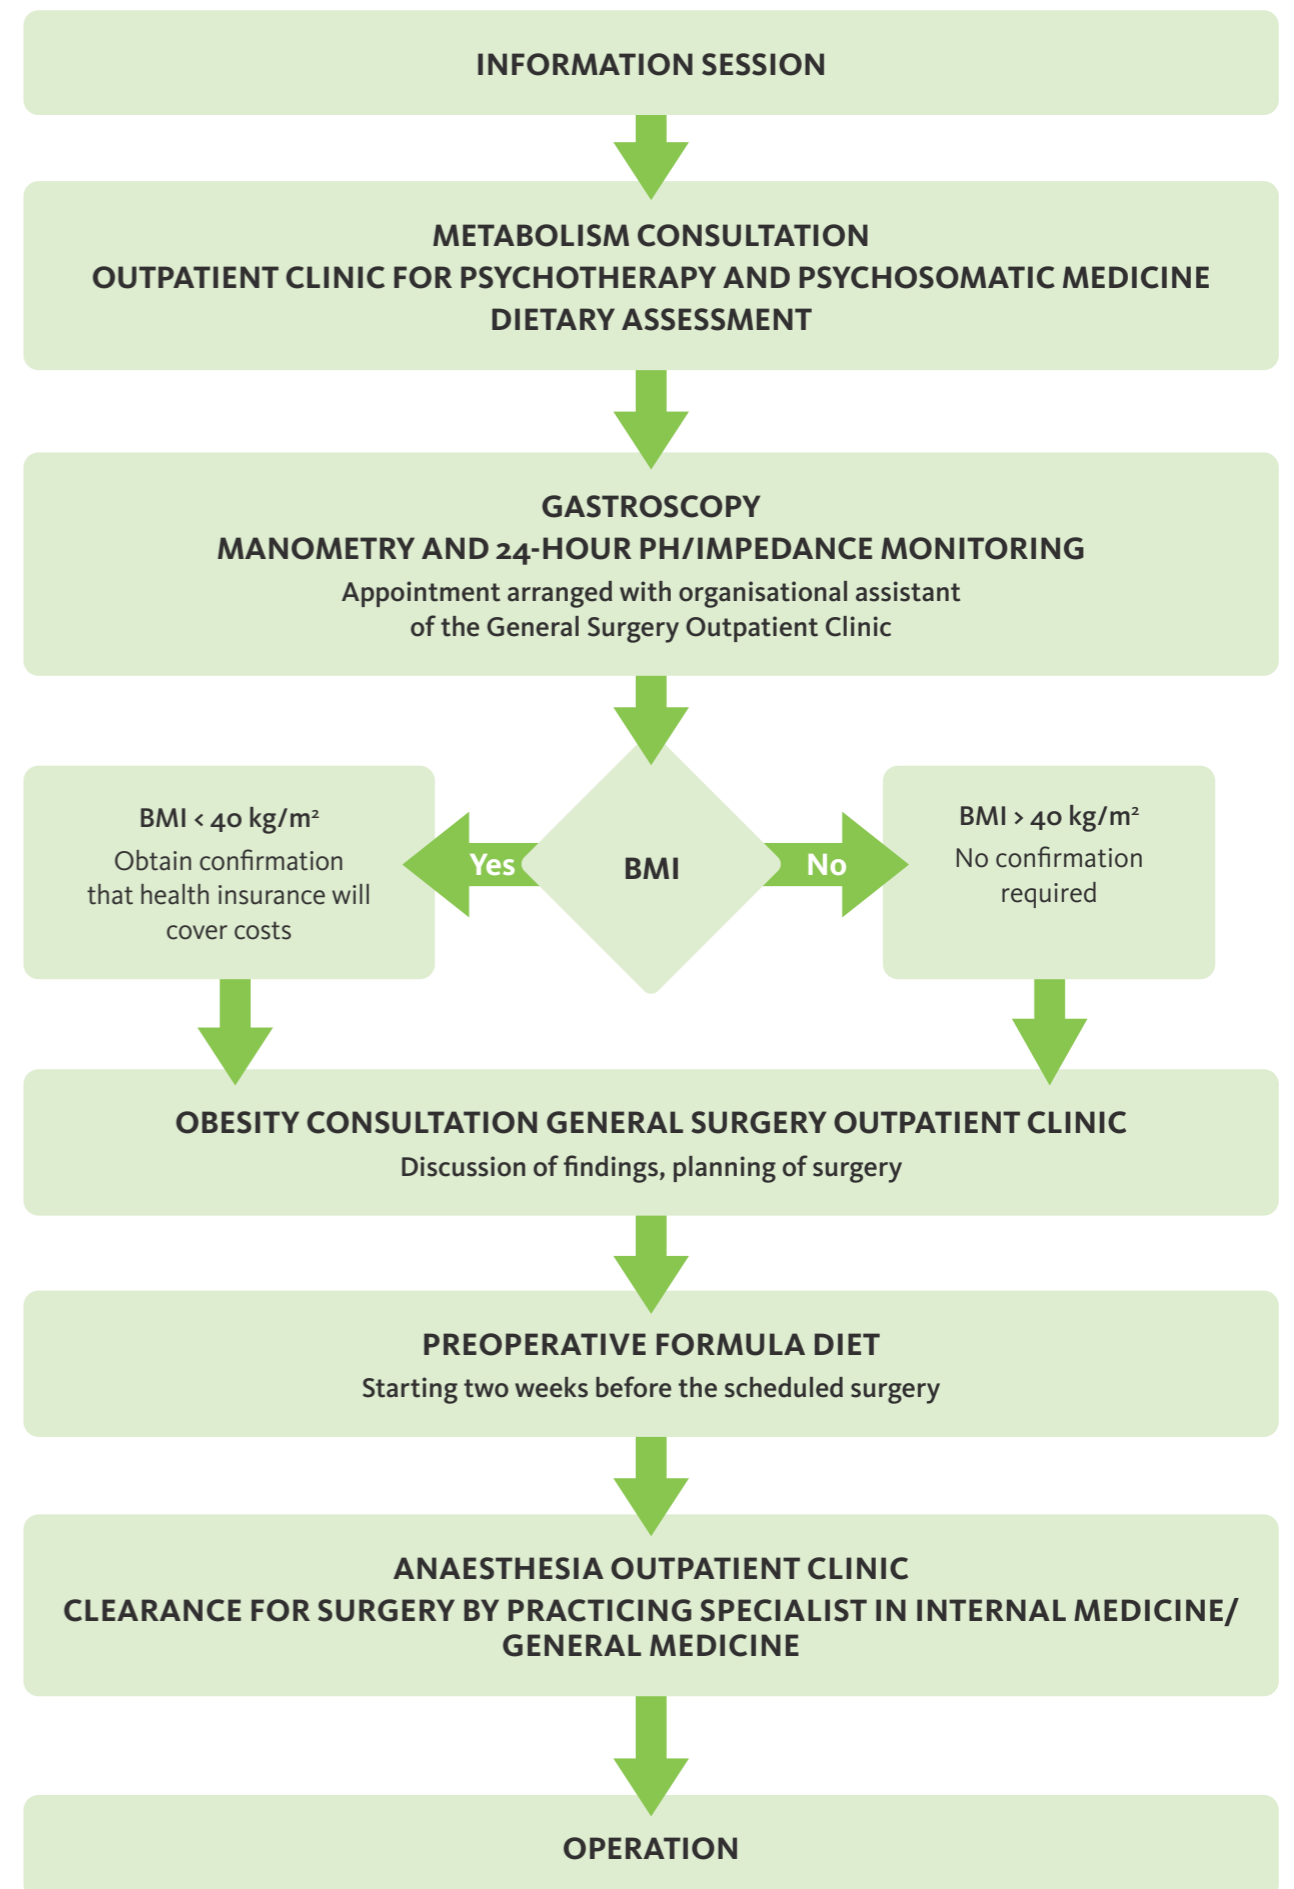 INFORMATION SESSION
METABOLISM CONSULTATION
OUTPATIENT CLINIC FOR PSYCHOTHERAPY AND PSYCHOSOMATIC MEDICINE
DIETARY ASSESSMENT
GASTROSCOPY
MANOMETRY AND 24-HOUR PH/IMPEDANCE MONITORING
Appointment arranged with organisational assistant
of the General Surgery Outpatient Clinic
BMI < 40 kg/m²
Obtain confirmation
that health insurance will
cover costs
Yes
BMI
No
BMI > 40 kg/m²
No confirmation
required
OBESITY CONSULTATION GENERAL SURGERY OUTPATIENT CLINIC
Discussion of findings, planning of surgery
PREOPERATIVE FORMULA DIET
Starting two weeks before the scheduled surgery
ANAESTHESIA OUTPATIENT CLINIC
CLEARANCE FOR SURGERY BY PRACTICING SPECIALIST IN INTERNAL MEDICINE/
GENERAL MEDICINE
OPERATION